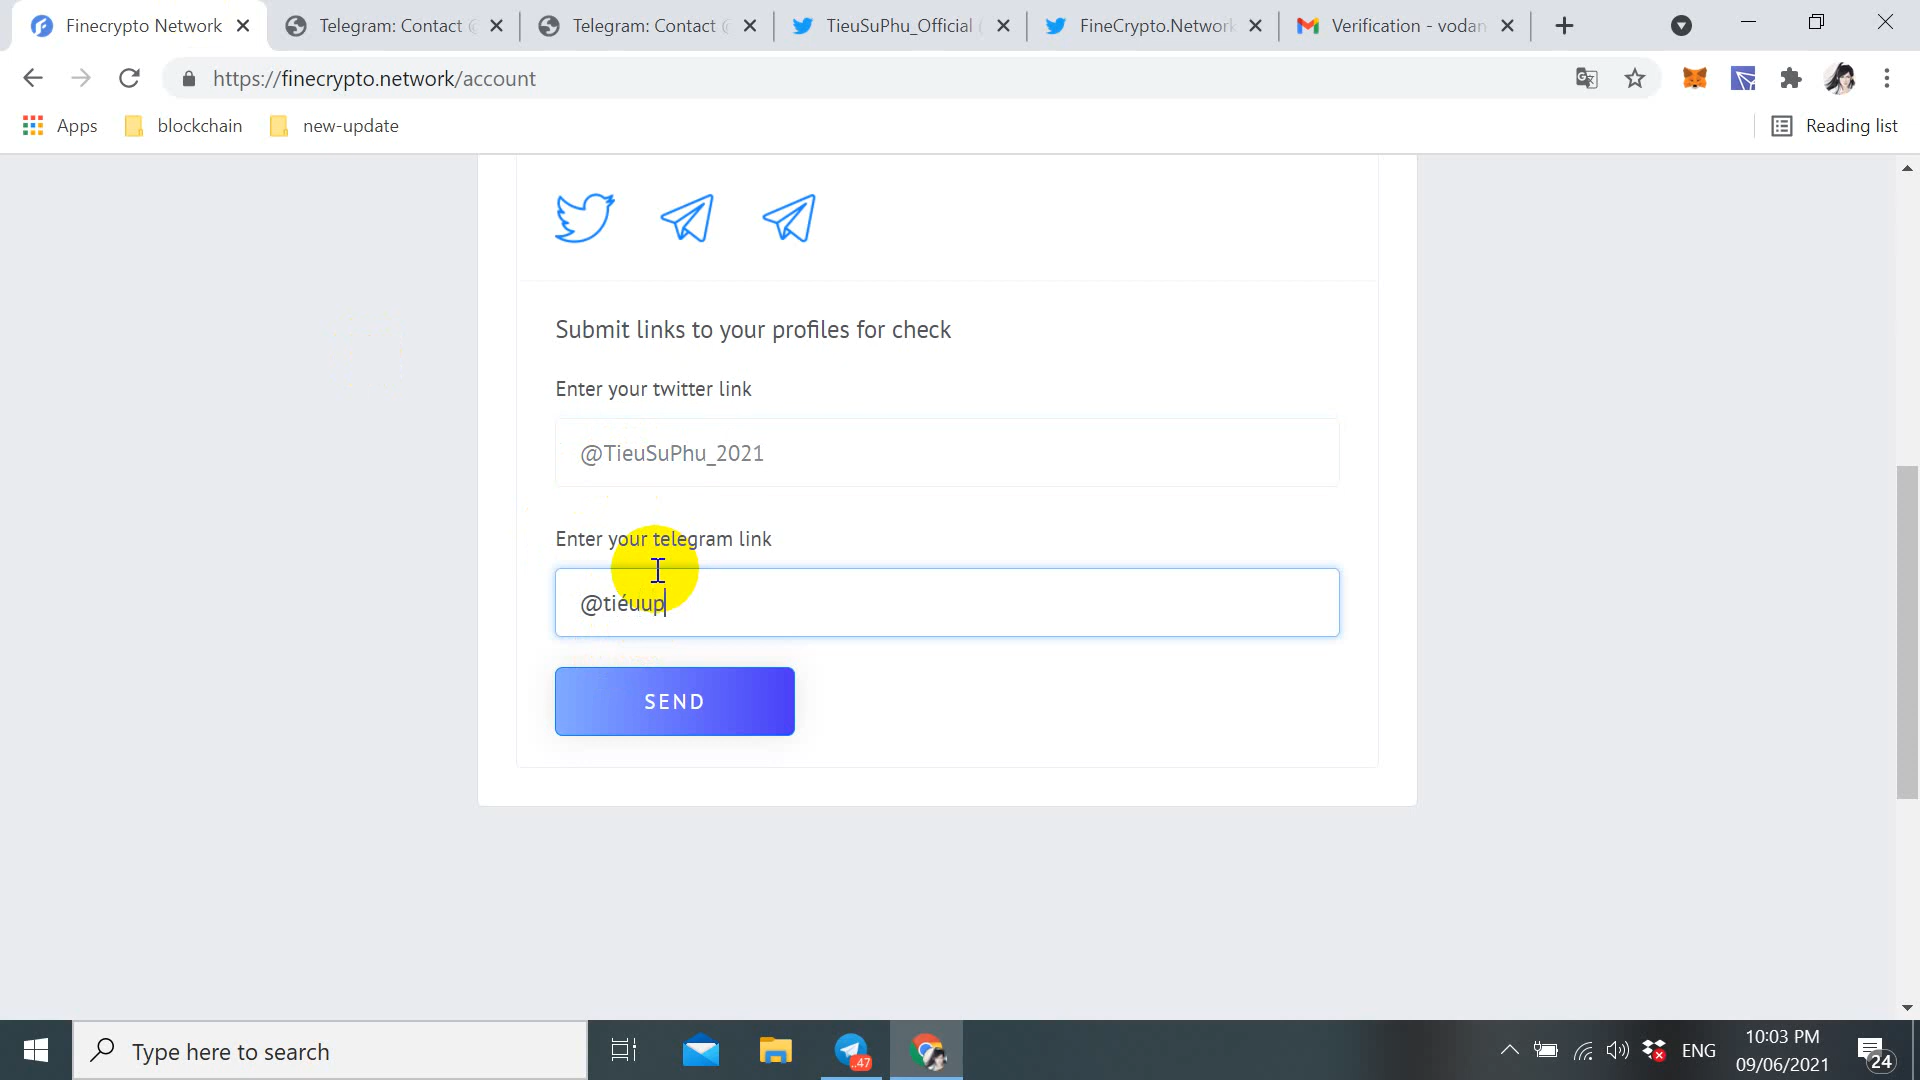 Finecrypto Network
Telegram: Contact @
Telegram: Contact @
TieuSuPhu_Official (
FineCrypto.Network
Verification - vodan
https://finecrypto.network/account
Apps
blockchain
new-update
Reading list
Submit links to your profiles for check
Enter your twitter link
@TieuSuPhu_2021
Enter your telegram link
@tiéuup
SEND
Type here to search
..47
ENG
10:03 PM
09/06/2021
24